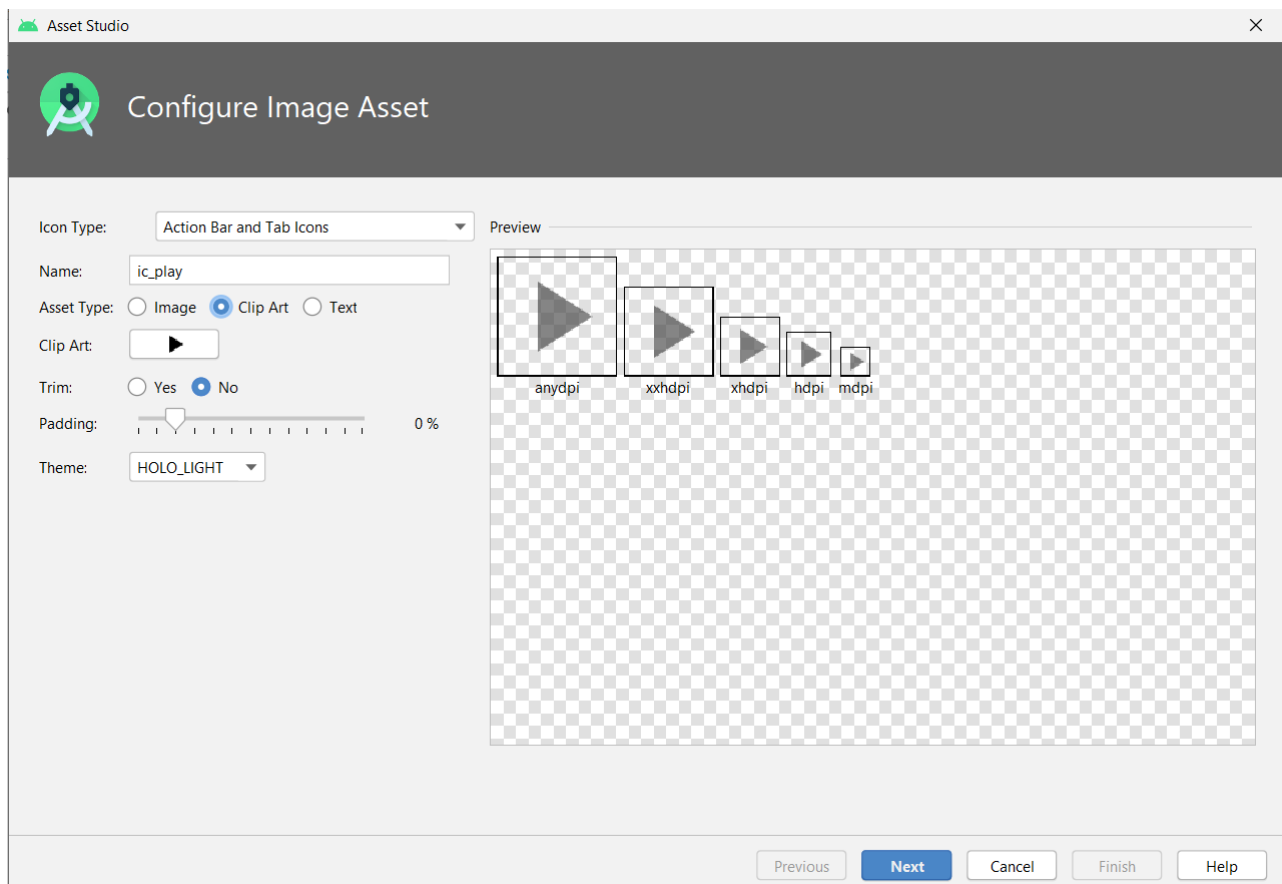 Asset Studio
Configure Image Asset
Icon Type: Action Bar and Tab Icons
Name: ic_play
Asset Type: Image Clip Art Text
Clip Art:
Trim: Yes No
Padding: 0 %
Theme: HOLO_LIGHT
Preview
anydpi xxhdpi xhdpi hdpi mdpi
Previous Next Cancel Finish Help